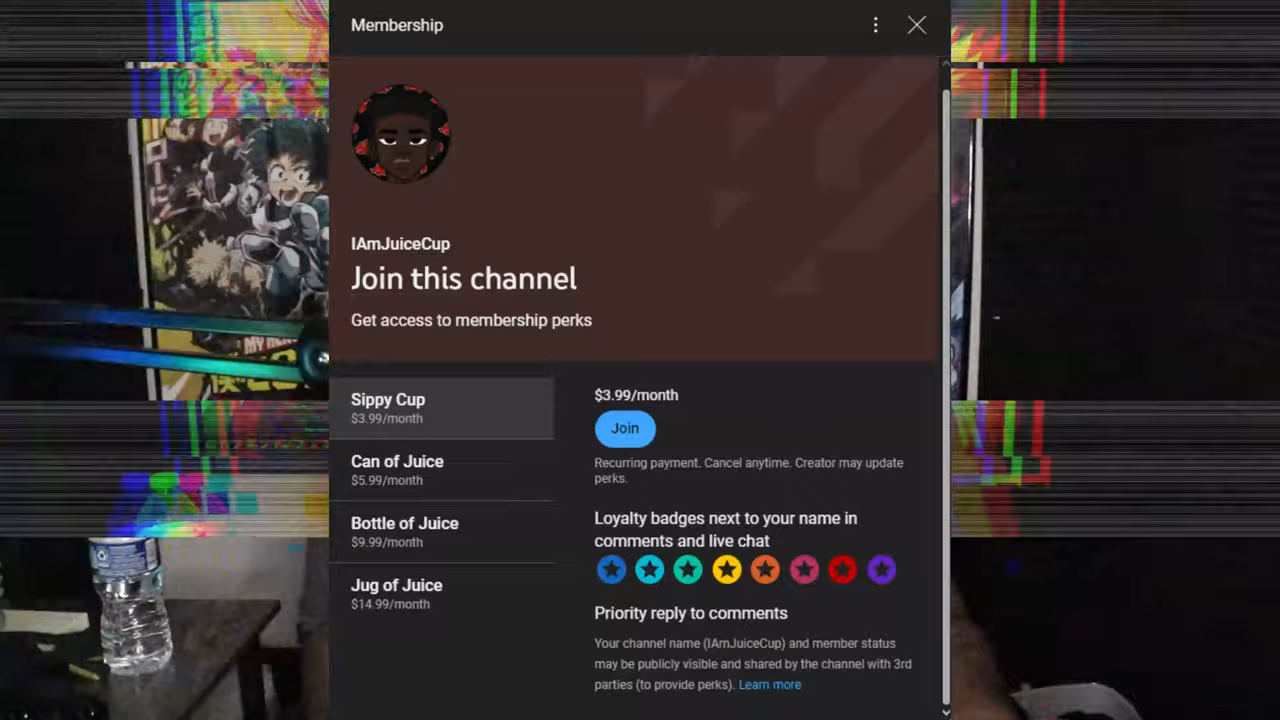 Membership
IAmJuiceCup
Join this channel
Get access to membership perks
Sippy Cup
$3.99/month
Can of Juice
$5.99/month
Bottle of Juice
$9.99/month
Jug of Juice
$14.99/month
$3.99/month
Join
Recurring payment. Cancel anytime. Creator may update
perks.
Loyalty badges next to your name in
comments and live chat
Priority reply to comments
Your channel name (IAmJuiceCup) and member status
may be publicly visible and shared by the channel with 3rd
parties (to provide perks). Learn more